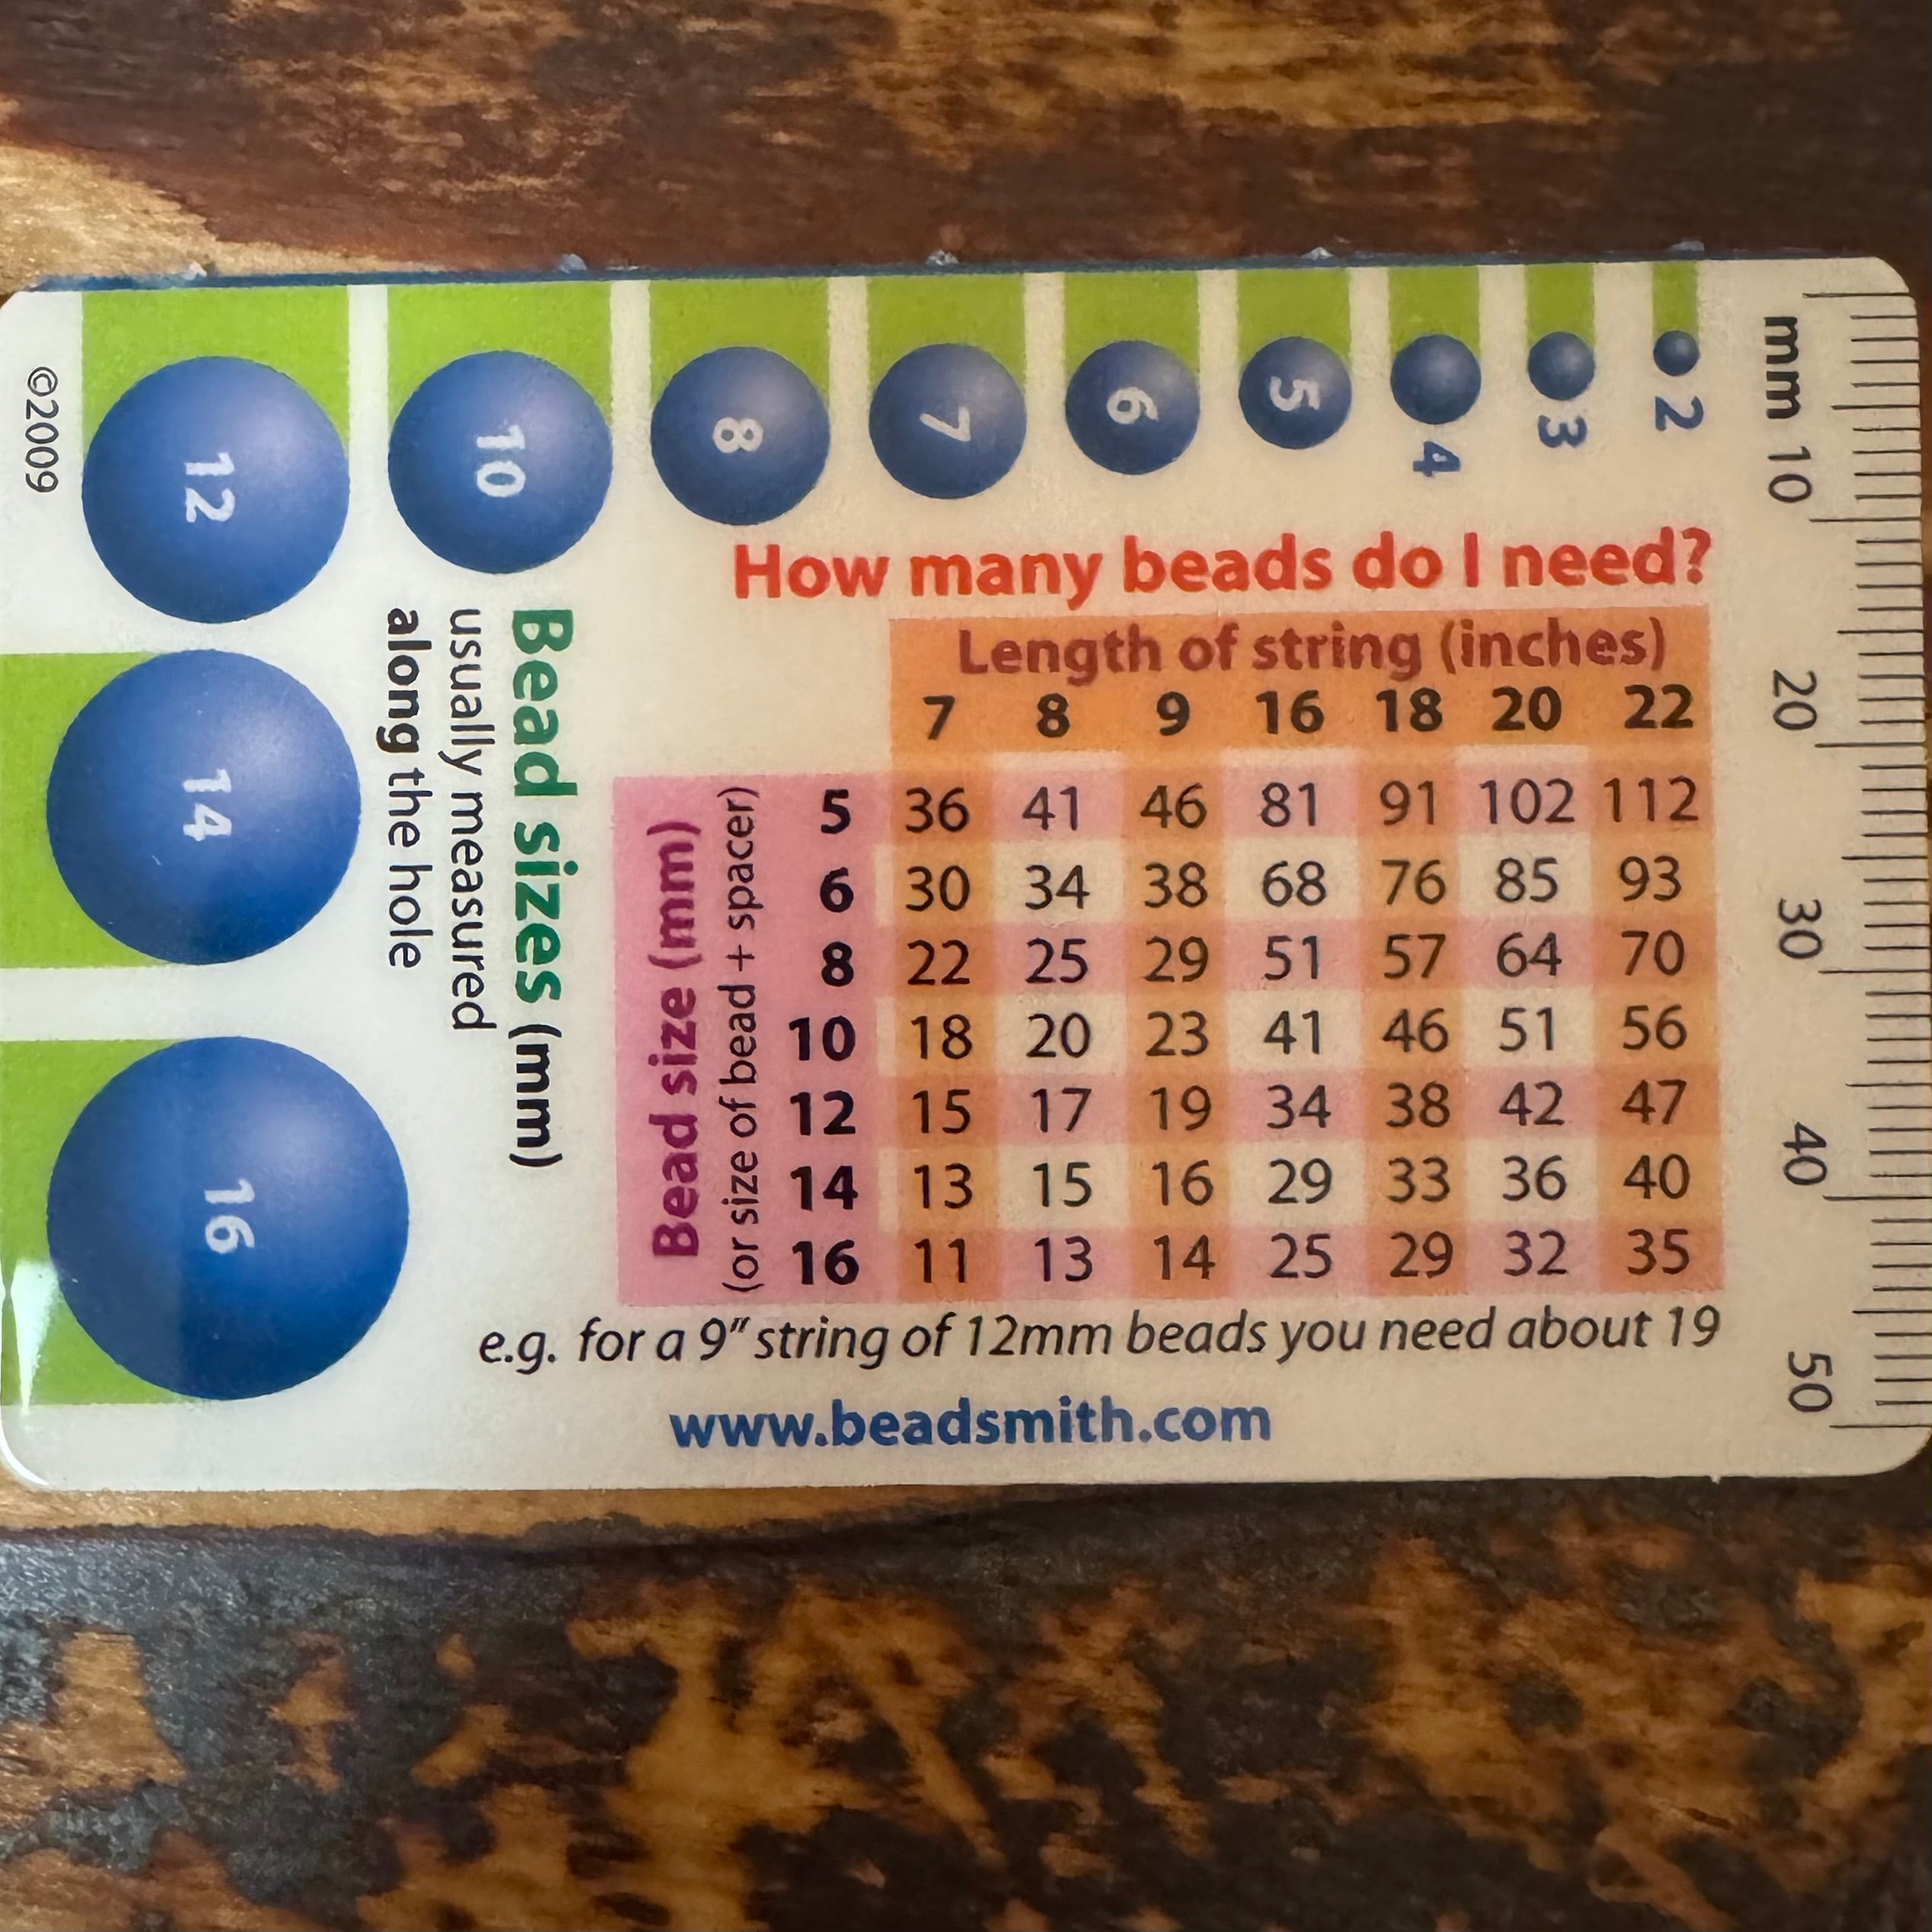 How many beads do I need?
Length of string (inches)
7 8 9 16 18 20 22
Bead size (mm)
(or size of bead + spacer)
5 36 41 46 81 91 102 112
6 30 34 38 68 76 85 93
8 22 25 29 51 57 64 70
10 18 20 23 41 46 51 56
12 15 17 19 34 38 42 47
14 13 15 16 29 33 36 40
16 11 13 14 25 29 32 35
e.g. for a 9" string of 12mm beads you need about 19
www.beadsmith.com
mm 10 20 30 40 50
2
3
4
5
6
7
8
10
12
14
16
Bead sizes (mm)
usually measured
along the hole
©2009